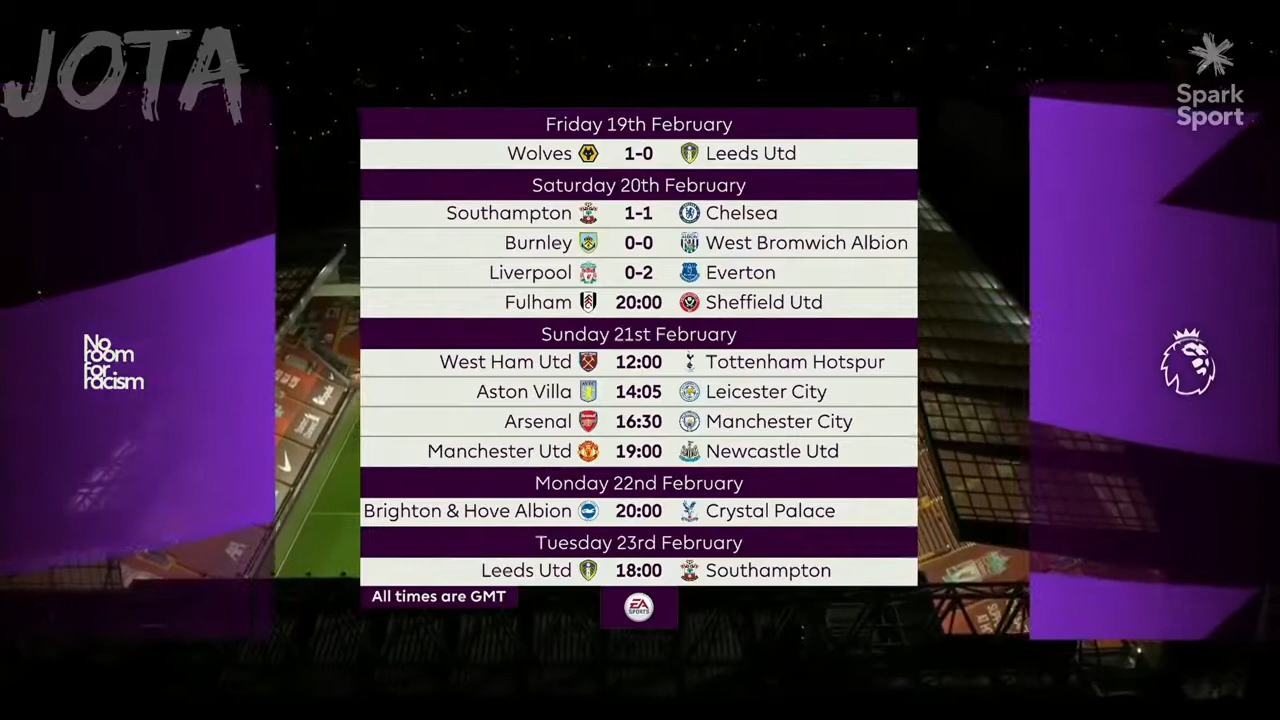 JOTA
Spark
Sport
Friday 19th February
Wolves 1-0 Leeds Utd
Saturday 20th February
Southampton 1-1 Chelsea
Burnley 0-0 West Bromwich Albion
Liverpool 0-2 Everton
Fulham 20:00 Sheffield Utd
Sunday 21st February
West Ham Utd 12:00 Tottenham Hotspur
Aston Villa 14:05 Leicester City
Arsenal 16:30 Manchester City
Manchester Utd 19:00 Newcastle Utd
Monday 22nd February
Brighton & Hove Albion 20:00 Crystal Palace
Tuesday 23rd February
Leeds Utd 18:00 Southampton
All times are GMT
EA
SPORTS
No
room
for
racism